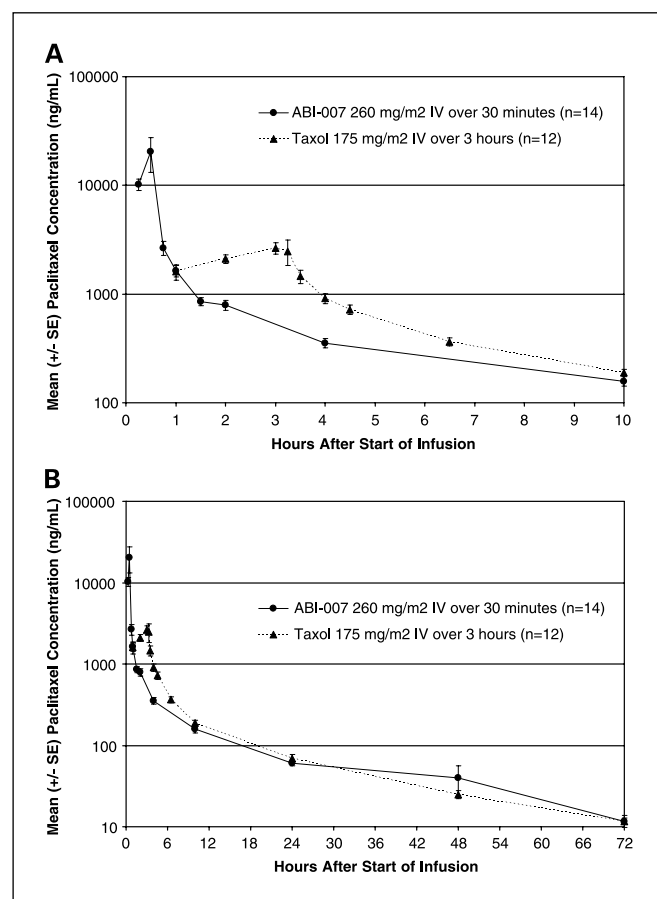 A
Mean (+/- SE) Paclitaxel Concentration (ng/mL)
100000
10000
1000
100
ABI-007 260 mg/m2 IV over 30 minutes (n=14)
Taxol 175 mg/m2 IV over 3 hours (n=12)
0 1 2 3 4 5 6 7 8 9 10
Hours After Start of Infusion
B
Mean (+/- SE) Paclitaxel Concentration (ng/mL)
100000
10000
1000
100
10
ABI-007 260 mg/m2 IV over 30 minutes (n=14)
Taxol 175 mg/m2 IV over 3 hours (n=12)
0 6 12 18 24 30 36 42 48 54 60 66 72
Hours After Start of Infusion